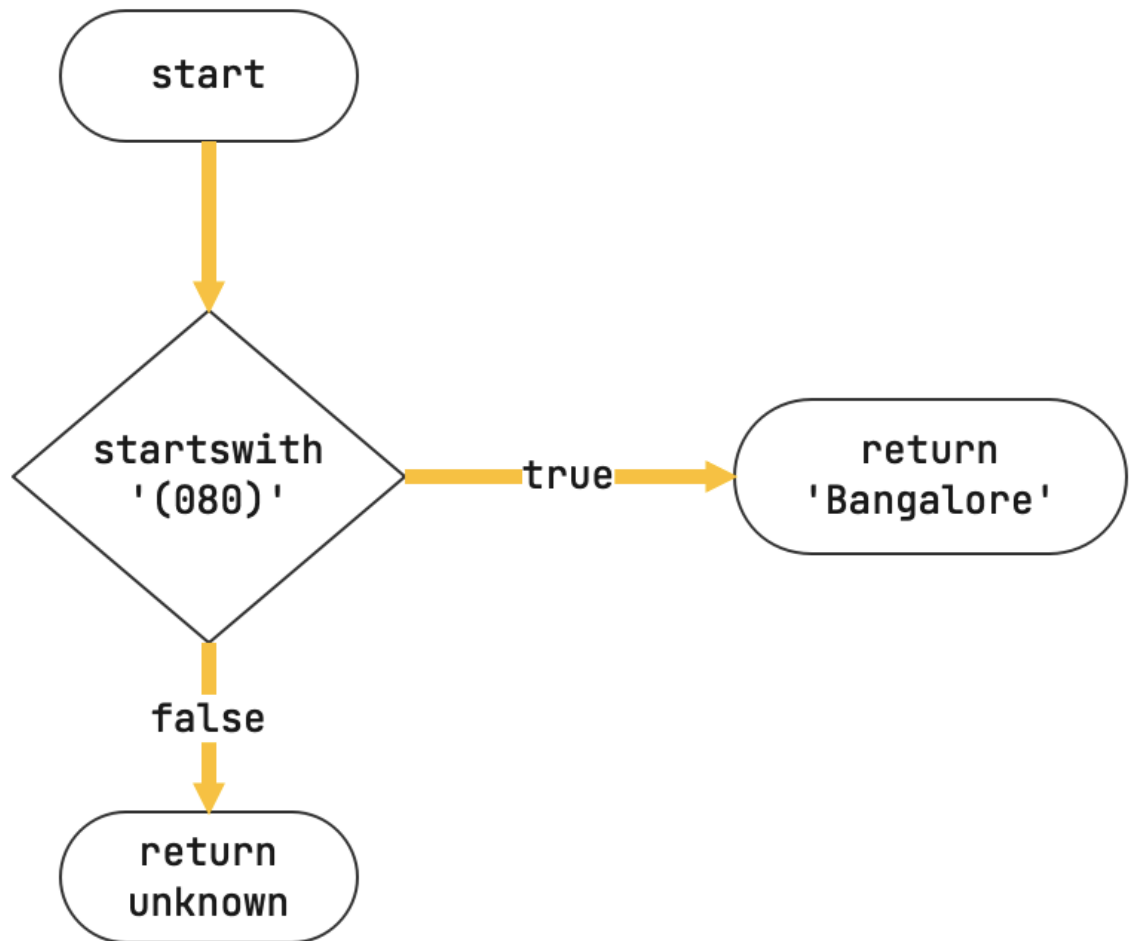 start
startswith
'(080)'
true
return
'Bangalore'
false
return
unknown